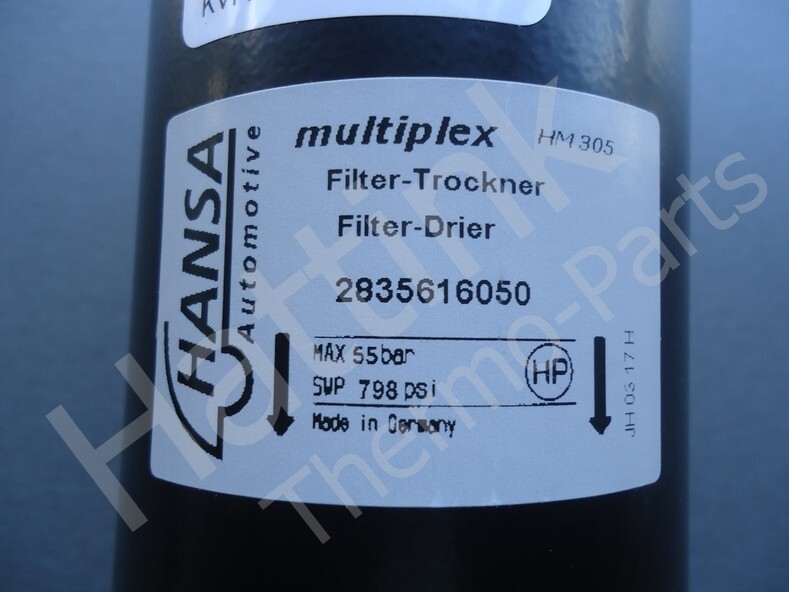 HANSA
Automotive
multiplex HM 305
Filter-Trockner
Filter-Drier
2835616050
MAX 55bar
SWP 798 psi
HP
Made in Germany
JH 03 17 H
Hattink
Thermo-Parts